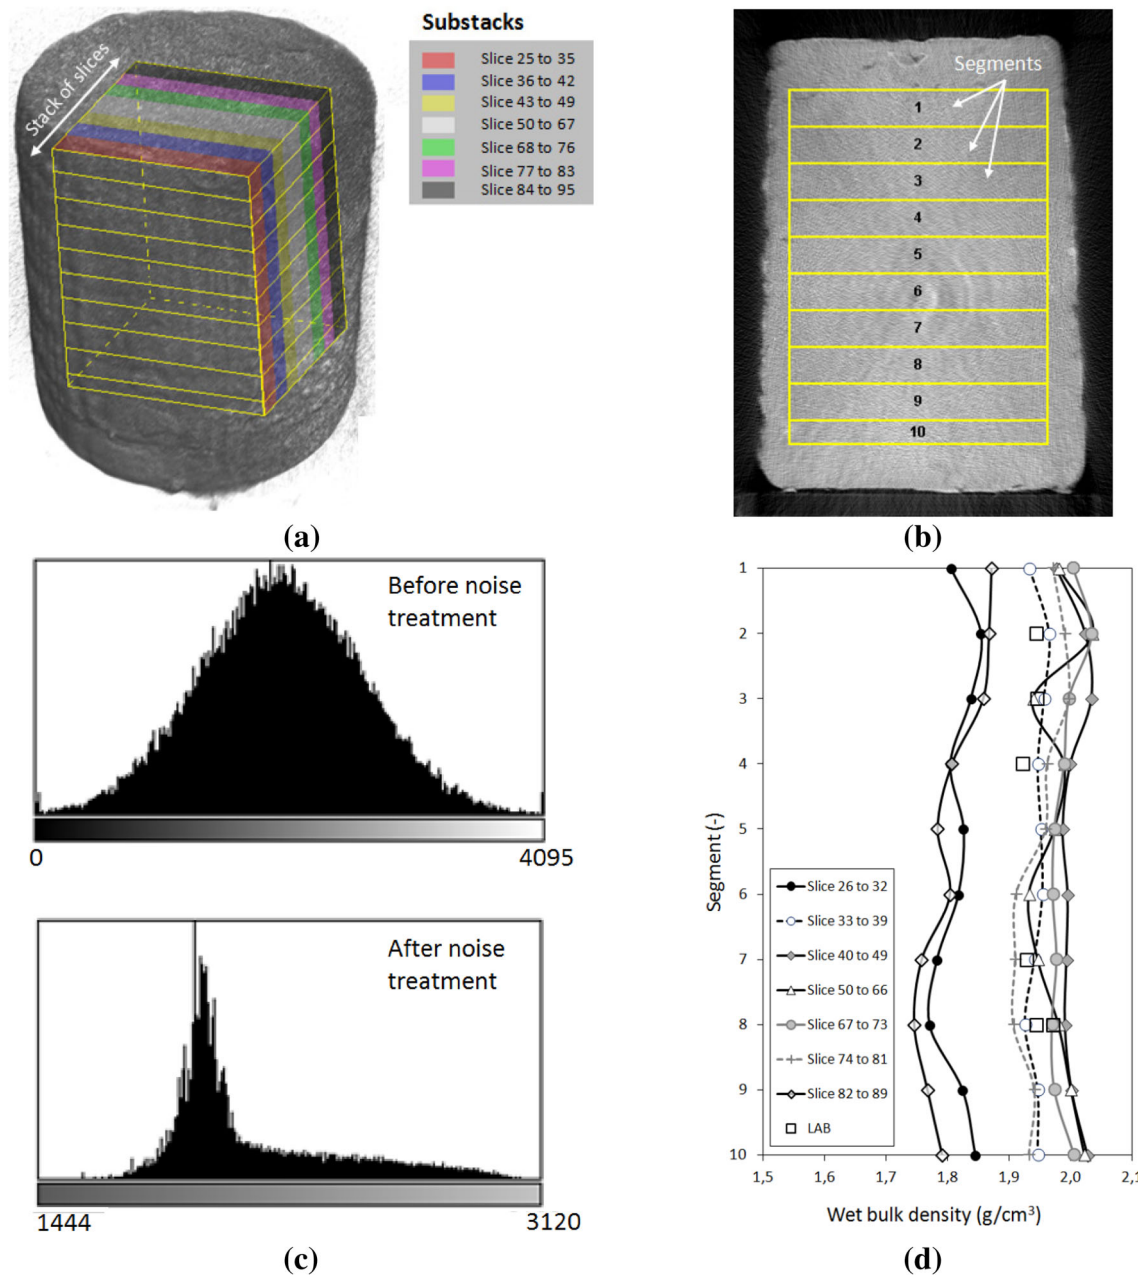 Substacks
Slice 25 to 35
Slice 36 to 42
Slice 43 to 49
Slice 50 to 67
Slice 68 to 76
Slice 77 to 83
Slice 84 to 95
Stack of slices
(a)
Segments
1
2
3
4
5
6
7
8
9
10
(b)
Before noise
treatment
0
4095
After noise
treatment
1444
3120
(c)
Segment (-)
1
2
3
4
5
6
7
8
9
10
Slice 26 to 32
Slice 33 to 39
Slice 40 to 49
Slice 50 to 66
Slice 67 to 73
Slice 74 to 81
Slice 82 to 89
LAB
1,5
1,6
1,7
1,8
1,9
2,0
2,1
Wet bulk density (g/cm³)
(d)